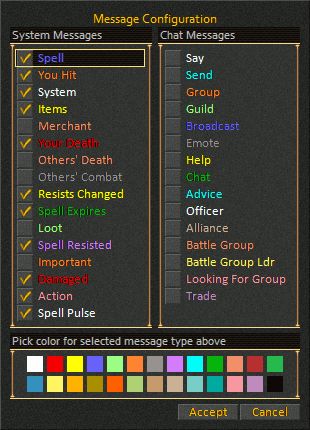 Message Configuration
System Messages
Spell
You Hit
System
Items
Merchant
Your Death
Others' Death
Others' Combat
Resists Changed
Spell Expires
Loot
Spell Resisted
Important
Damaged
Action
Spell Pulse
Chat Messages
Say
Send
Group
Guild
Broadcast
Emote
Help
Chat
Advice
Officer
Alliance
Battle Group
Battle Group Ldr
Looking For Group
Trade
Pick color for selected message type above
Accept
Cancel